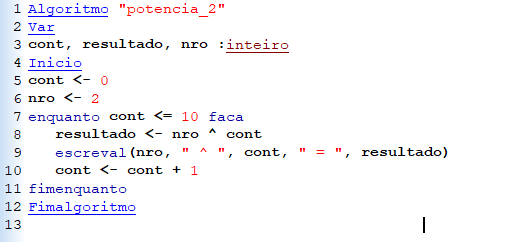 1 Algoritmo "potencia_2"
2 Var
3 cont, resultado, nro :inteiro
4 Inicio
5 cont <- 0
6 nro <- 2
7 enquanto cont <= 10 faca
8    resultado <- nro ^ cont
9    escreval(nro, " ^ ", cont, " = ", resultado)
10    cont <- cont + 1
11 fimenquanto
12 Fimalgoritmo
13